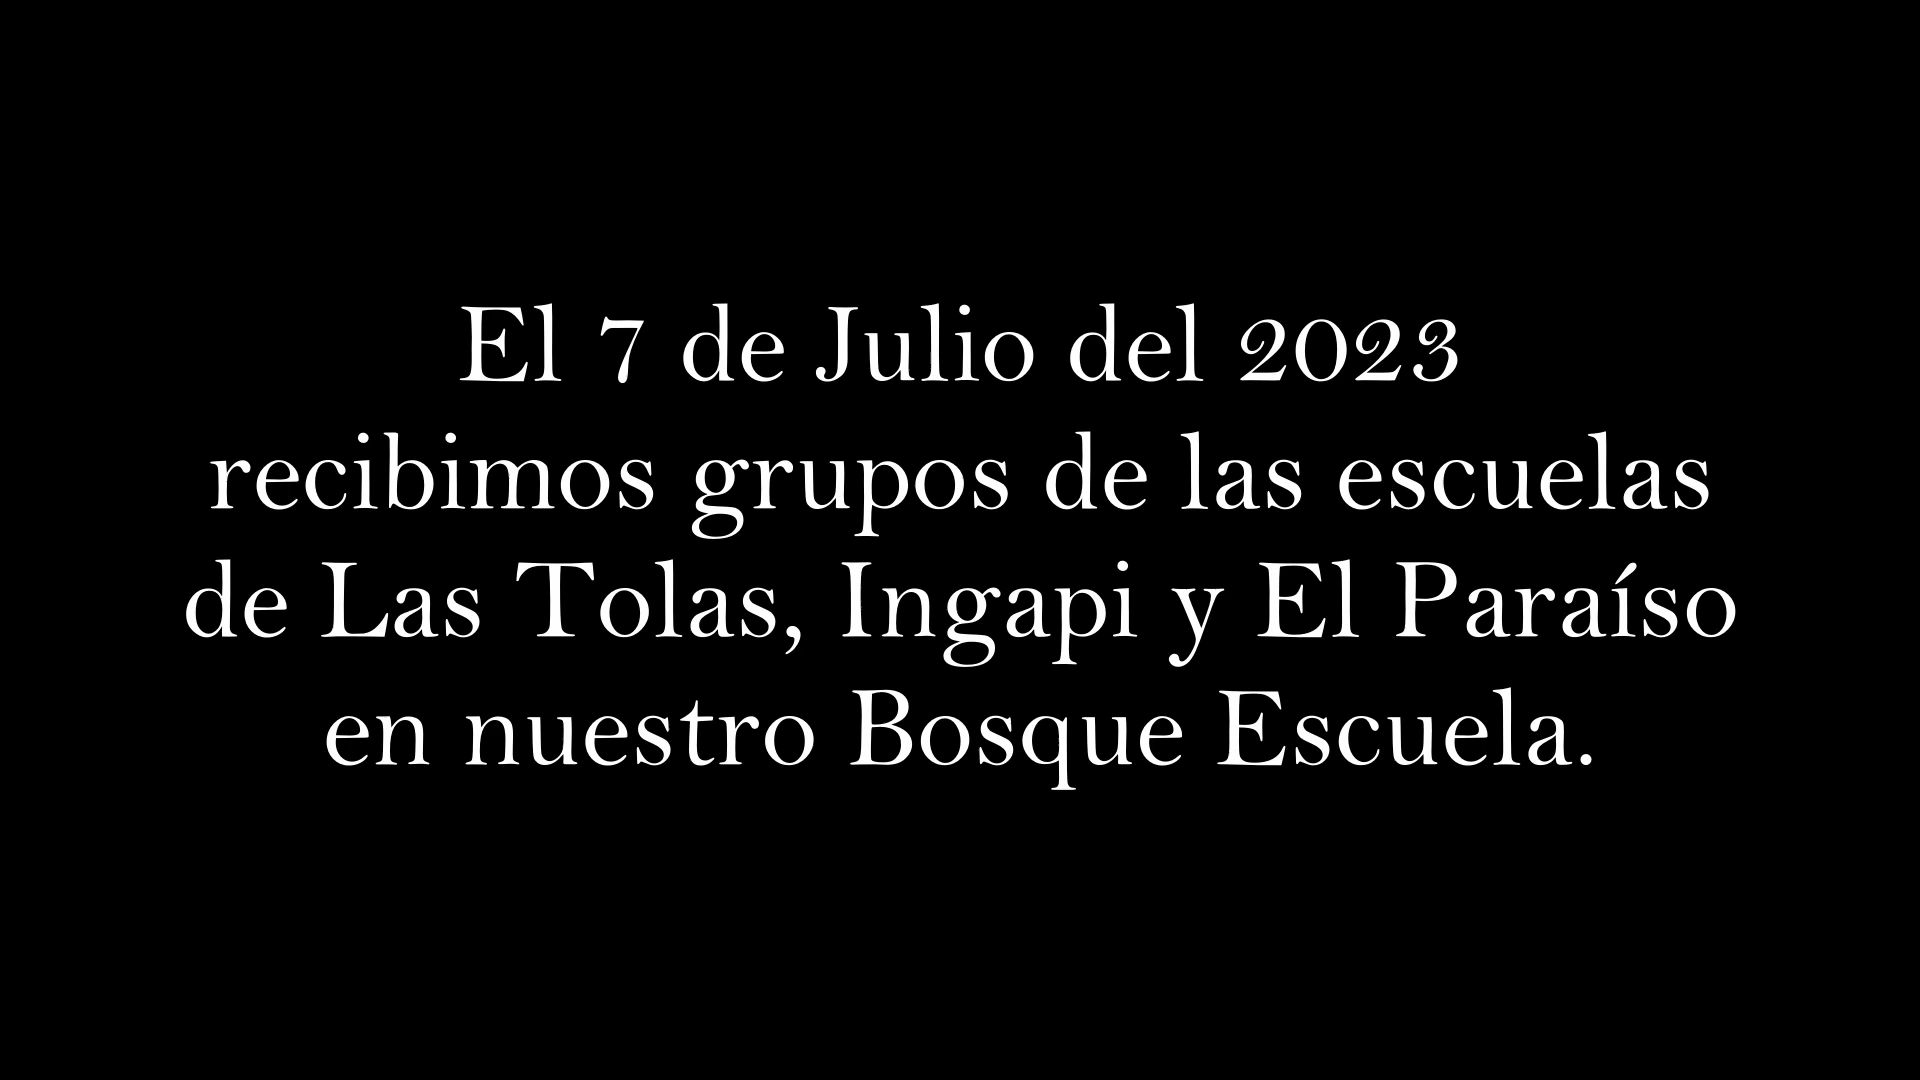 El 7 de Julio del 2023
recibimos grupos de las escuelas
de Las Tolas, Ingapi y El Paraíso
en nuestro Bosque Escuela.